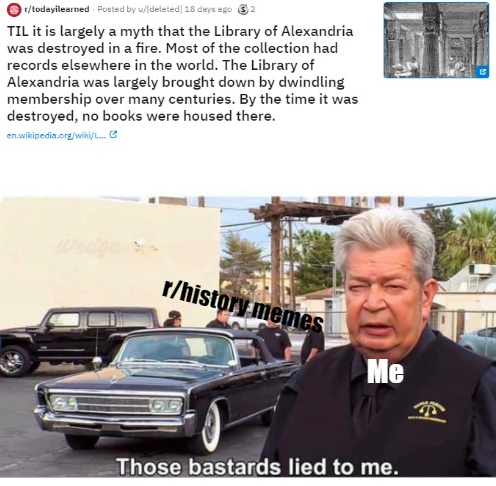 r/todayilearned · Posted by u/[deleted] 18 days ago S 2
TIL it is largely a myth that the Library of Alexandria
was destroyed in a fire. Most of the collection had
records elsewhere in the world. The Library of
Alexandria was largely brought down by dwindling
membership over many centuries. By the time it was
destroyed, no books were housed there.
en.wikipedia.org/wiki/L...
r/history memes
Me
Those bastards lied to me.